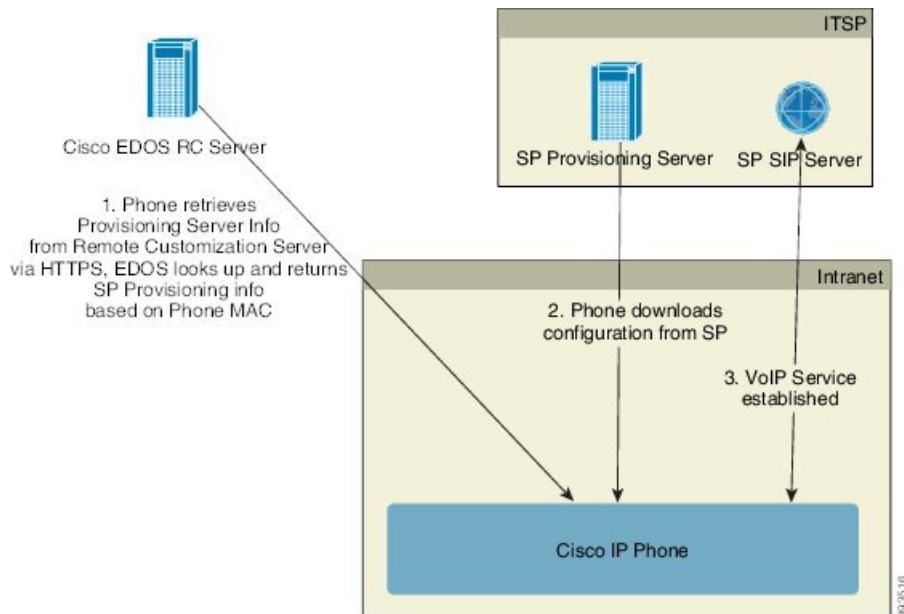 ITSP
Cisco EDOS RC Server
SP Provisioning Server
SP SIP Server
1. Phone retrieves
Provisioning Server Info
from Remote Customization Server
via HTTPS, EDOS looks up and returns
SP Provisioning info
based on Phone MAC
Intranet
2. Phone downloads
configuration from SP
3. VoIP Service
established
Cisco IP Phone